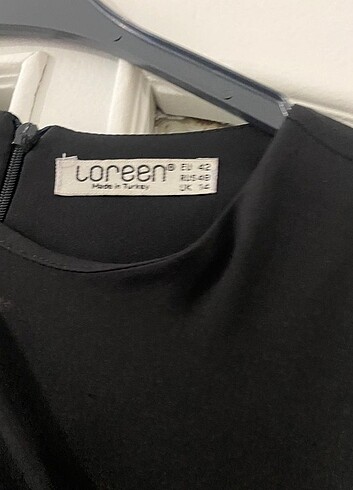 Loreen® EU 42
Made in Turkey RUS 48
UK 14